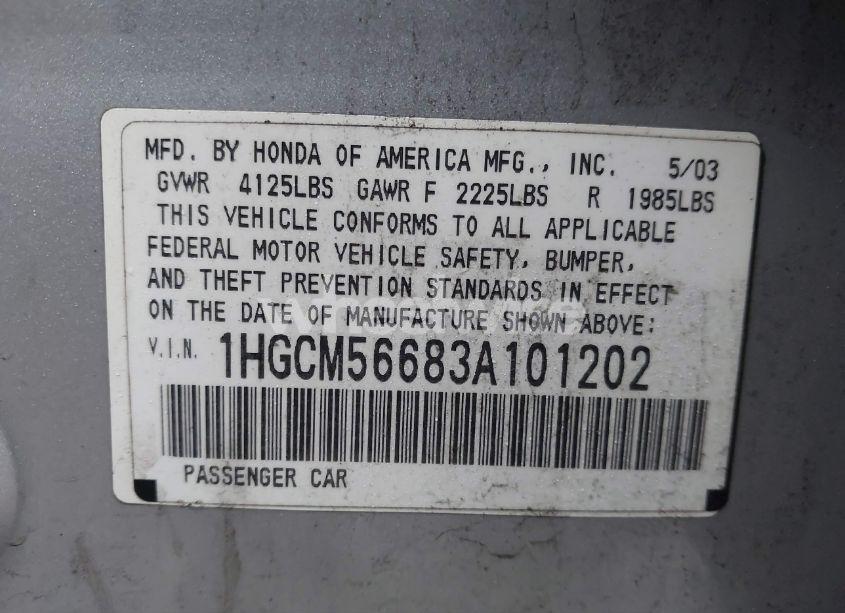 MFD. BY HONDA OF AMERICA MFG., INC. 5/03
GVWR 4125LBS GAWR F 2225LBS R 1985LBS
THIS VEHICLE CONFORMS TO ALL APPLICABLE
FEDERAL MOTOR VEHICLE SAFETY, BUMPER,
AND THEFT PREVENTION STANDARDS IN EFFECT
ON THE DATE OF MANUFACTURE SHOWN ABOVE:
V.I.N. 1HGCM56683A101202
PASSENGER CAR